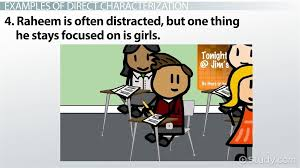 EXAMPLES OF DIRECT CHARACTERIZATION
4. Raheem is often distracted, but one thing
he stays focused on is girls.
Tonight
@ Jim's
Study.com